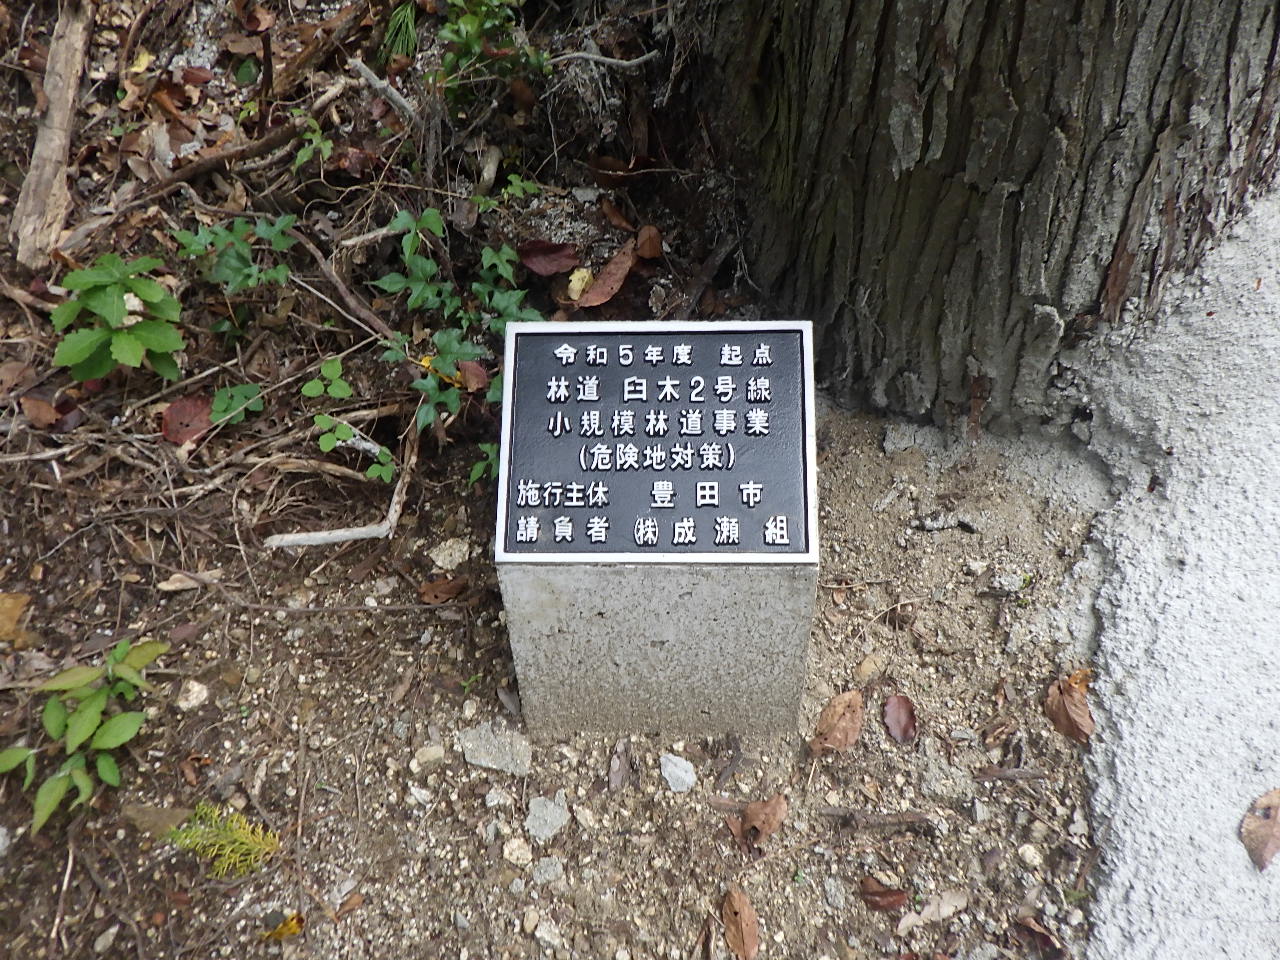 令和5年度 起点
林道 臼木2号線
小規模林道事業
(危険地対策)
施行主体 豊田市
請負者 ㈱成瀬組